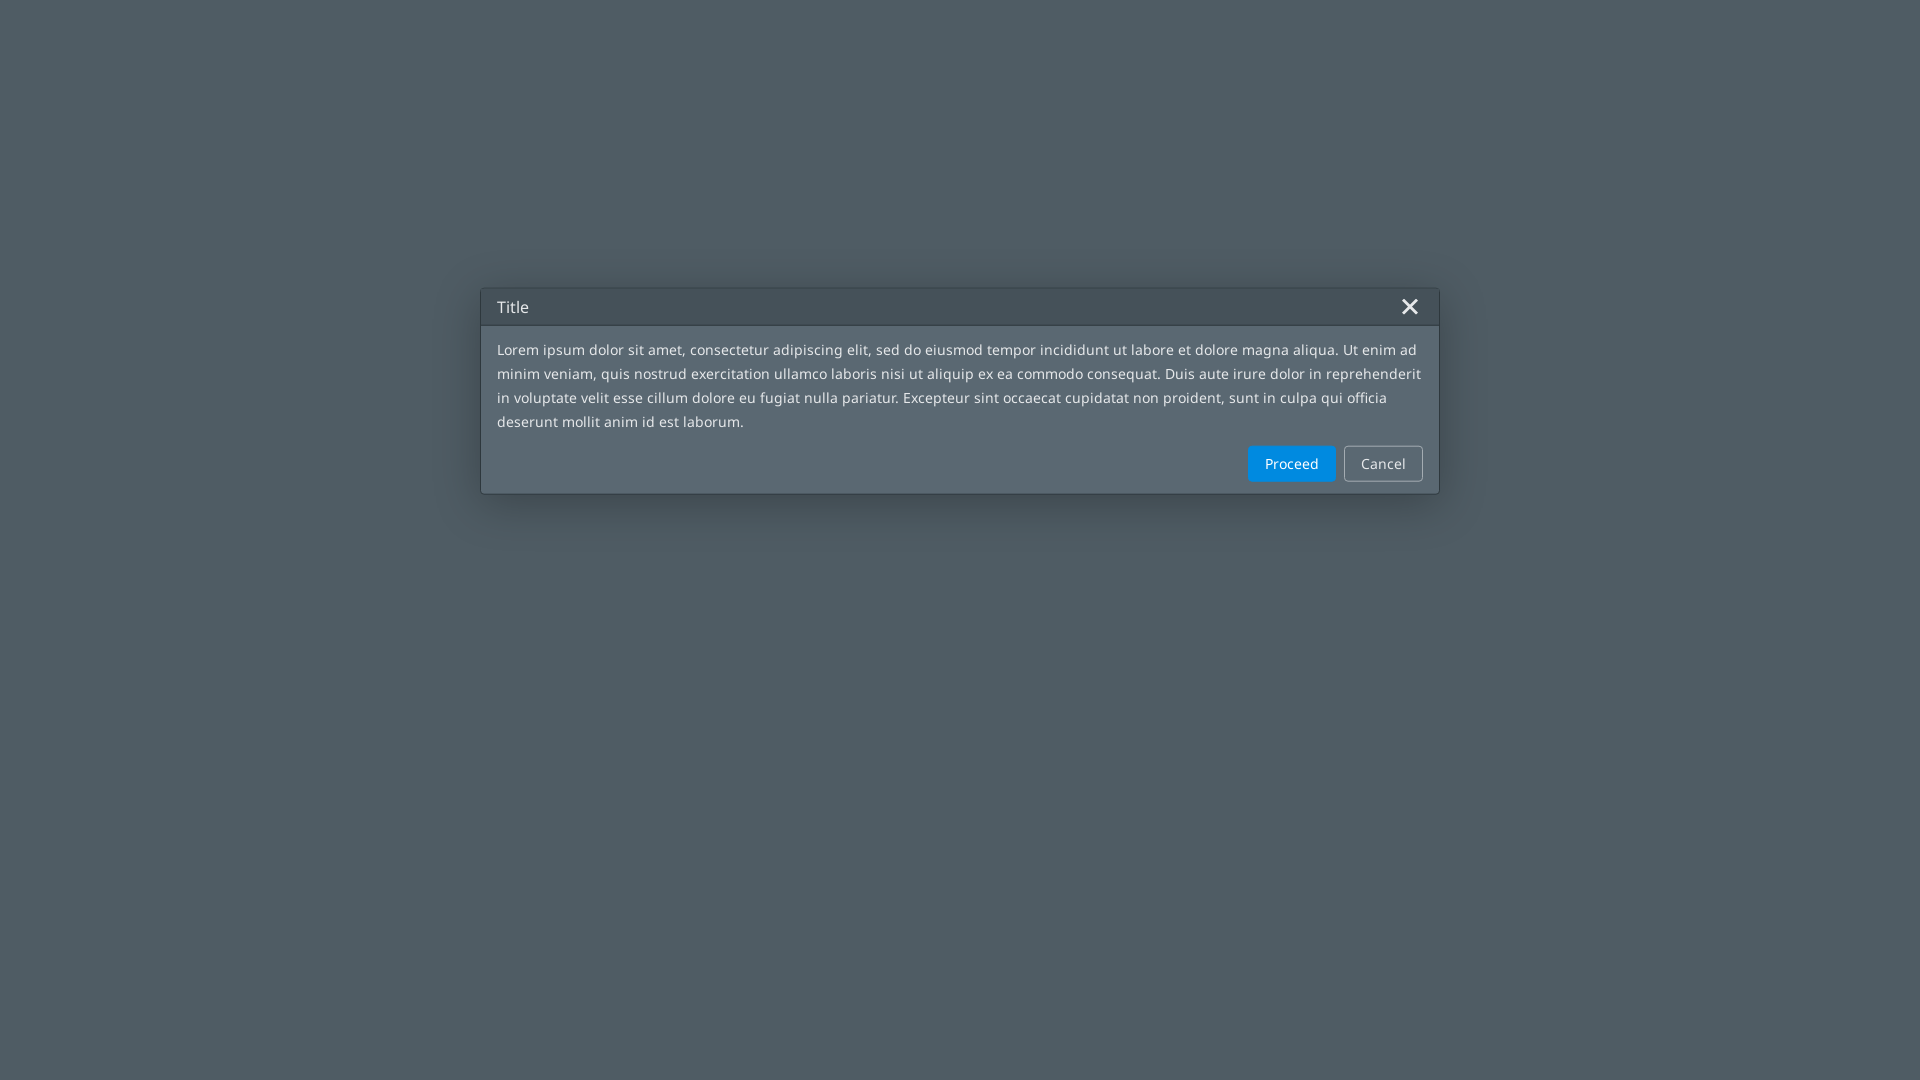 Title
Lorem ipsum dolor sit amet, consectetur adipiscing elit, sed do eiusmod tempor incididunt ut labore et dolore magna aliqua. Ut enim ad
minim veniam, quis nostrud exercitation ullamco laboris nisi ut aliquip ex ea commodo consequat. Duis aute irure dolor in reprehenderit
in voluptate velit esse cillum dolore eu fugiat nulla pariatur. Excepteur sint occaecat cupidatat non proident, sunt in culpa qui officia
deserunt mollit anim id est laborum.
Proceed Cancel